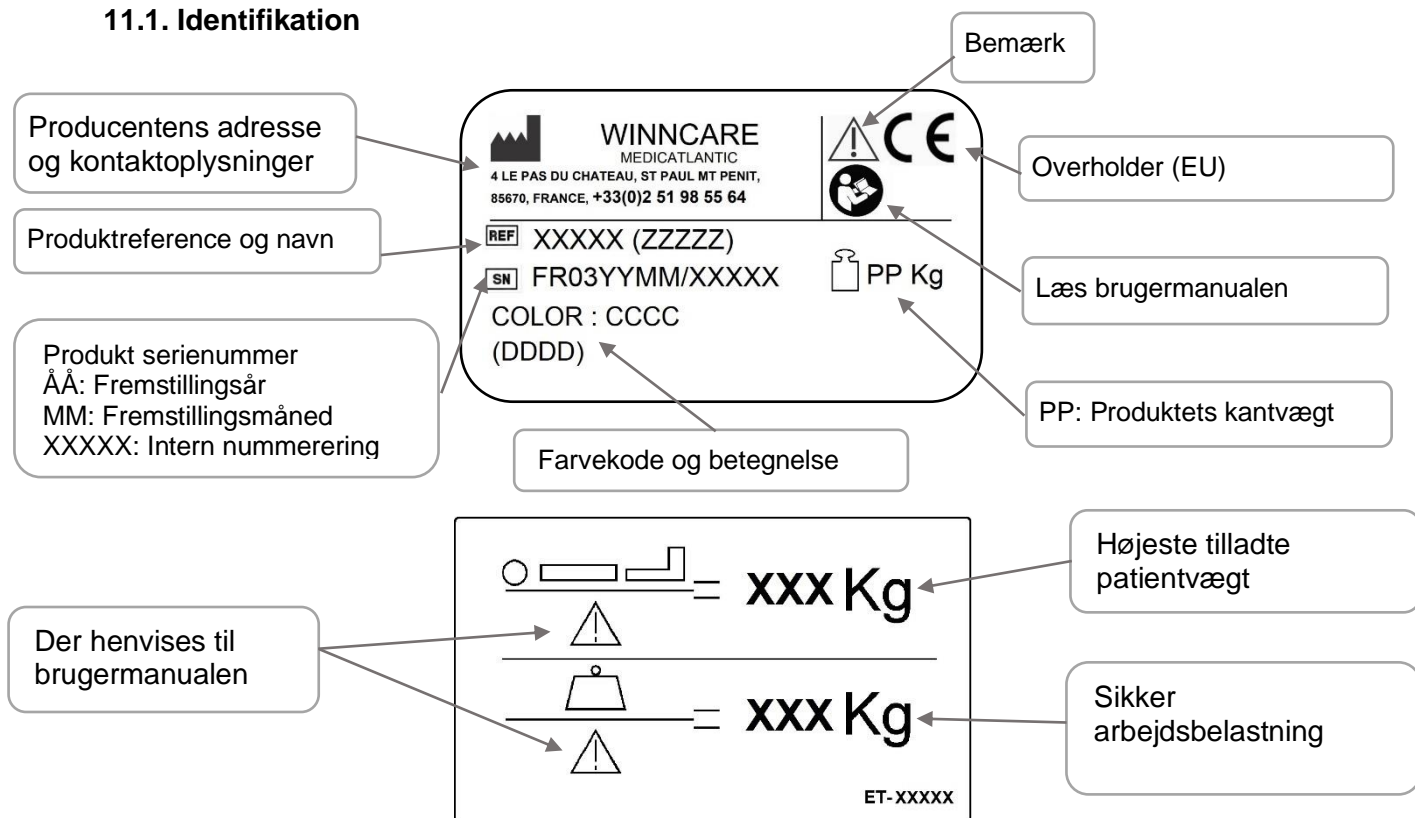 11.1. Identifikation
Bemærk
Producentens adresse
og kontaktoplysninger
WINNCARE
MEDICATLANTIC
4 LE PAS DU CHATEAU, ST PAUL MT PENIT,
85670, FRANCE, +33(0)2 51 98 55 64
CE
Overholder (EU)
Produktreference og navn
REF XXXXX (ZZZZZ)
SN FR03YYMM/XXXXX
PP Kg
COLOR : CCCC
(DDDD)
Læs brugermanualen
Produkt serienummer
ÅÅ: Fremstillingsår
MM: Fremstillingsmåned
XXXXX: Intern nummerering
PP: Produktets kantvægt
Farvekode og betegnelse
= XXX Kg
Højeste tilladte
patientvægt
Der henvises til
brugermanualen
= XXX Kg
Sikker
arbejdsbelastning
ET-XXXXX